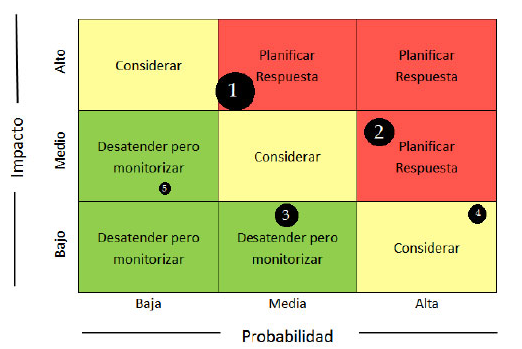 Impacto
Alto
Considerar
Planificar
Respuesta
Planificar
Respuesta
1
Medio
Desatender pero
monitorizar
5
Considerar
2
Planificar
Respuesta
Bajo
Desatender pero
monitorizar
3
Desatender pero
monitorizar
4
Considerar
Baja
Media
Alta
Probabilidad